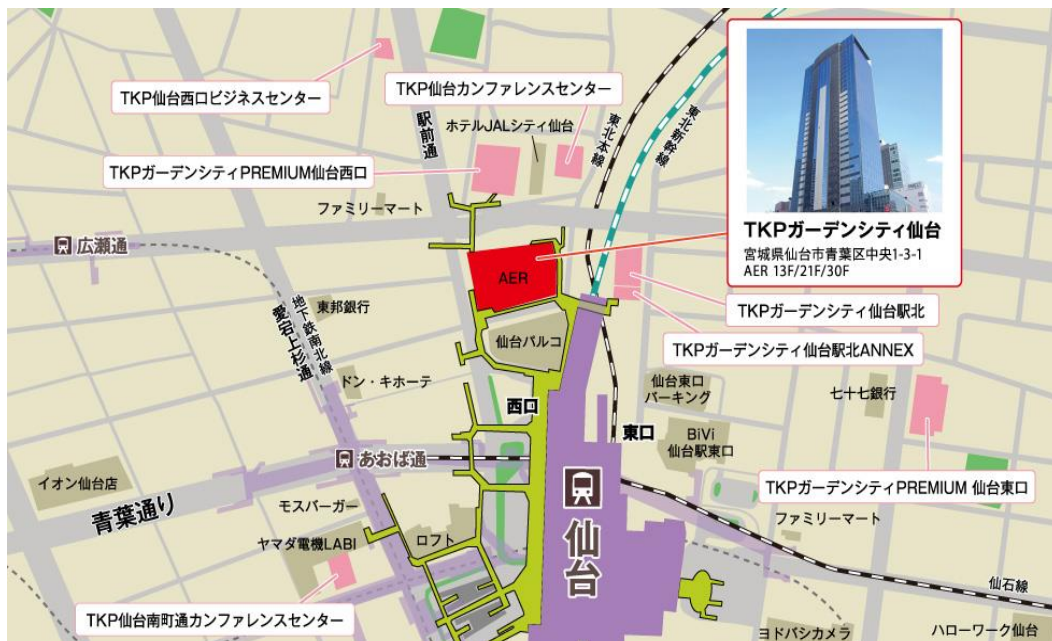 TKP仙台西口ビジネスセンター
TKP仙台カンファレンスセンター
駅前通
ホテルJALシティ仙台
東北本線
東北新幹線
TKPガーデンシティPREMIUM仙台西口
ファミリーマート
広瀬通
AER
TKPガーデンシティ仙台
宮城県仙台市青葉区中央1-3-1
AER 13F/21F/30F
地下鉄南北線
愛宕上杉通
東邦銀行
仙台パルコ
TKPガーデンシティ仙台駅北
TKPガーデンシティ仙台駅北ANNEX
ドン・キホーテ
西口
東口
仙台東口
パーキング
七十七銀行
BiVi
仙台駅東口
あおば通
イオン仙台店
青葉通り
モスバーガー
ヤマダ電機LABI
ロフト
仙台
TKPガーデンシティPREMIUM 仙台東口
ファミリーマート
仙石線
TKP仙台南町通カンファレンスセンター
ヨドバシカメラ
ハローワーク仙台